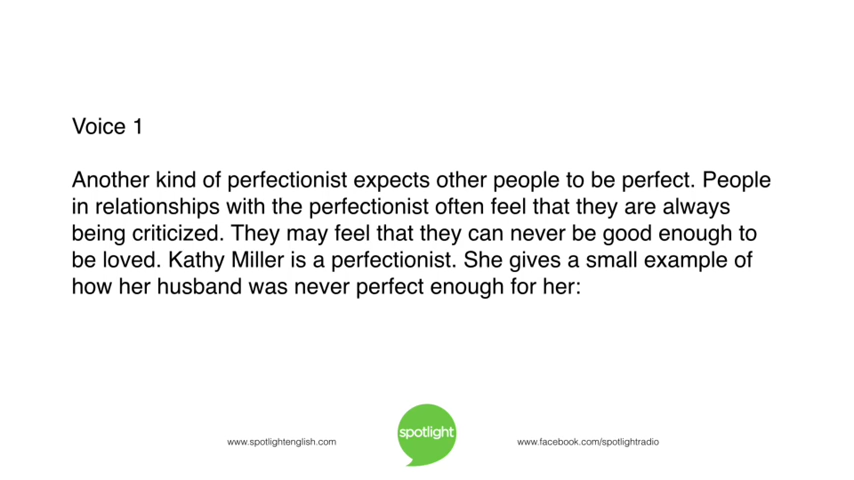 Voice 1
Another kind of perfectionist expects other people to be perfect. People
in relationships with the perfectionist often feel that they are always
being criticized. They may feel that they can never be good enough to
be loved. Kathy Miller is a perfectionist. She gives a small example of
how her husband was never perfect enough for her:
spotlight
www.spotlightenglish.com
www.facebook.com/spotlightradio